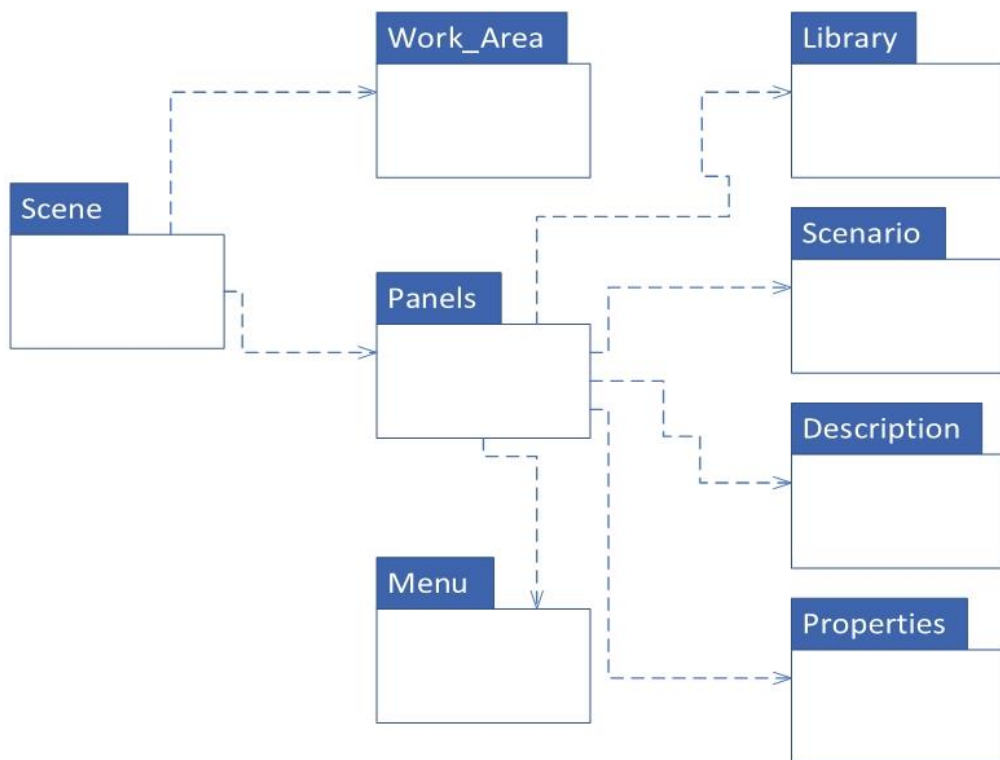 Work_Area
Library
Scene
Scenario
Panels
Description
Menu
Properties